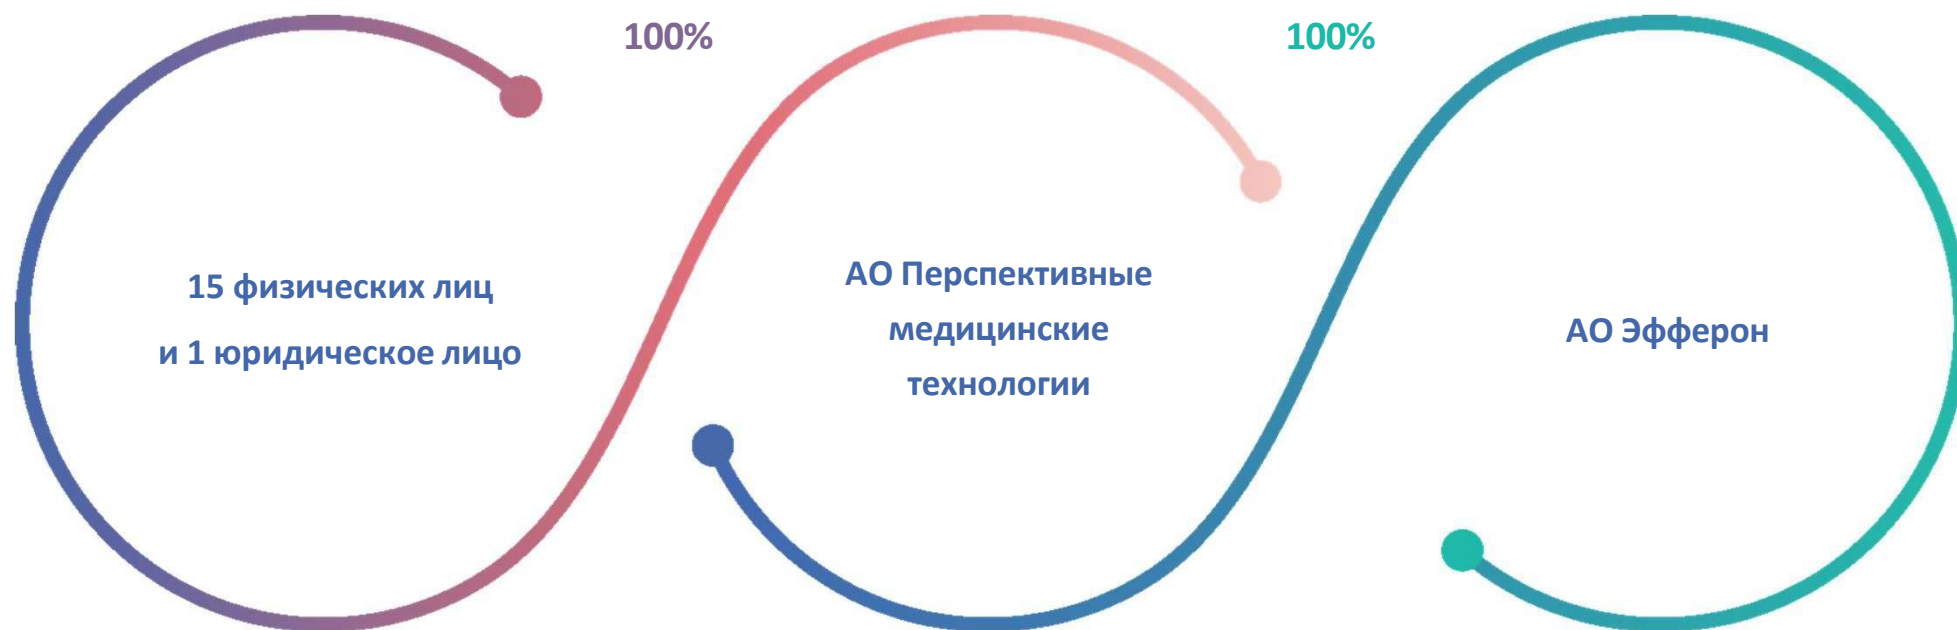 100%
100%
15 физических лиц
и 1 юридическое лицо
АО Перспективные
медицинские
технологии
АО Эфферон